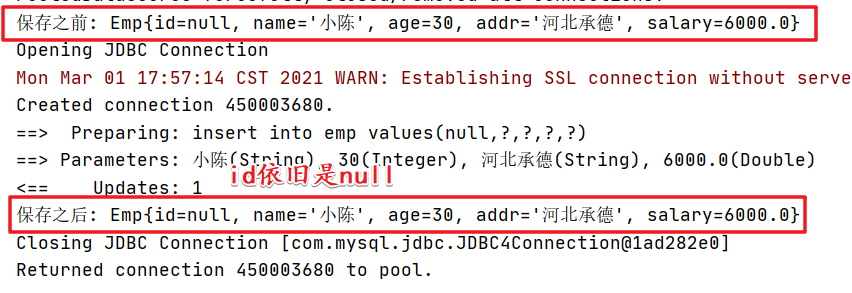 保存之前: Emp{id=null, name='小陈', age=30, addr='河北承德', salary=6000.0}
Opening JDBC Connection
Mon Mar 01 17:57:14 CST 2021 WARN: Establishing SSL connection without serve
Created connection 450003680.
==>  Preparing: insert into emp values(null,?,?,?,?)
==> Parameters: 小陈(String), 30(Integer), 河北承德(String), 6000.0(Double)
<==    Updates: 1
id依旧是null
保存之后: Emp{id=null, name='小陈', age=30, addr='河北承德', salary=6000.0}
Closing JDBC Connection [com.mysql.jdbc.JDBC4Connection@1ad282e0]
Returned connection 450003680 to pool.